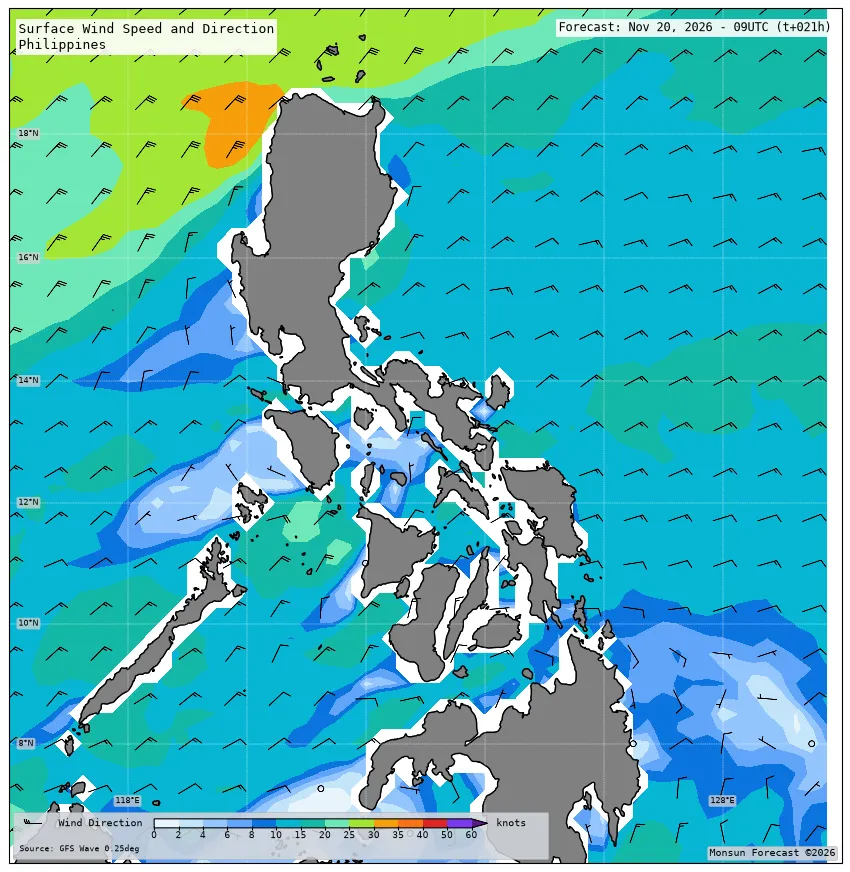 Surface Wind Speed and Direction
Philippines
Forecast: Nov 20, 2026 - 09UTC (t+021h)
18°N
16°N
14°N
12°N
10°N
8°N
118°E
128°E
Wind Direction
0 2 4 6 8 10 15 20 25 30 35 40 50 60
knots
Source: GFS Wave 0.25deg
Monsun Forecast ©2026